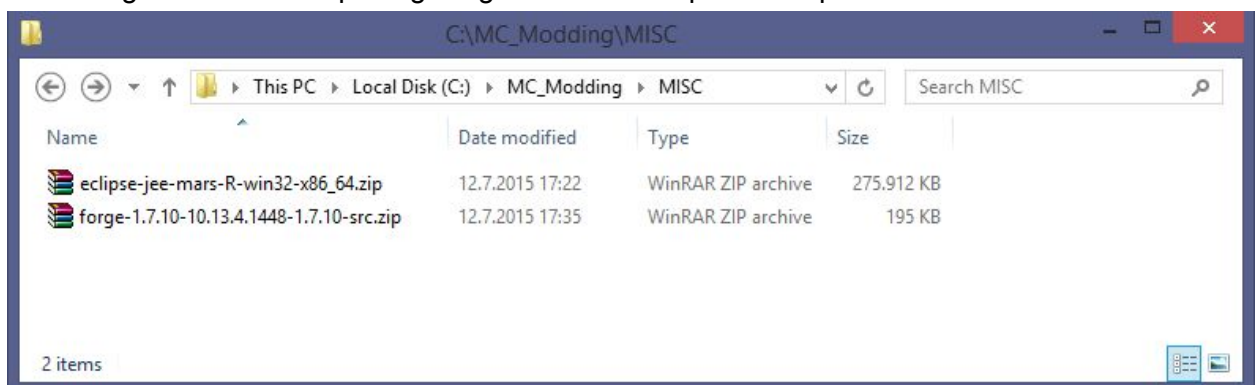 C:\MC_Modding\MISC
This PC Local Disk (C:) MC_Modding MISC Search MISC
Name Date modified Type Size
eclipse-jee-mars-R-win32-x86_64.zip 12.7.2015 17:22 WinRAR ZIP archive 275.912 KB
forge-1.7.10-10.13.4.1448-1.7.10-src.zip 12.7.2015 17:35 WinRAR ZIP archive 195 KB
2 items